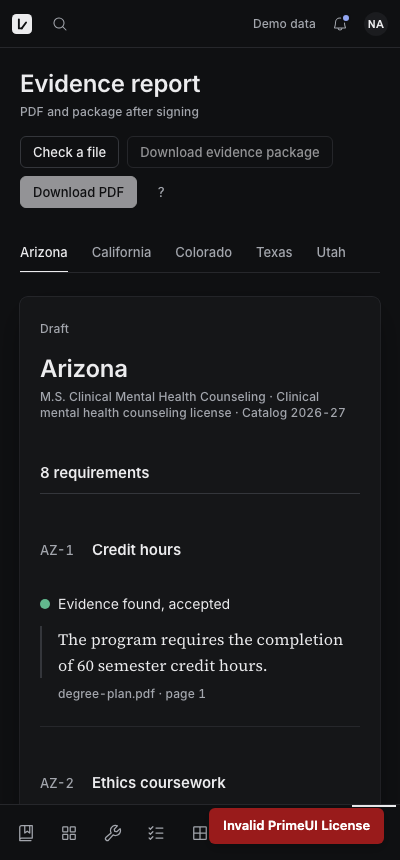 Demo data
NA
Evidence report
PDF and package after signing
Check a file
Download evidence package
Download PDF
?
Arizona California Colorado Texas Utah
Draft
Arizona
M.S. Clinical Mental Health Counseling · Clinical
mental health counseling license · Catalog 2026-27
8 requirements
AZ-1 Credit hours
Evidence found, accepted
The program requires the completion
of 60 semester credit hours.
degree-plan.pdf · page 1
AZ-2 Ethics coursework
Invalid PrimeUI License